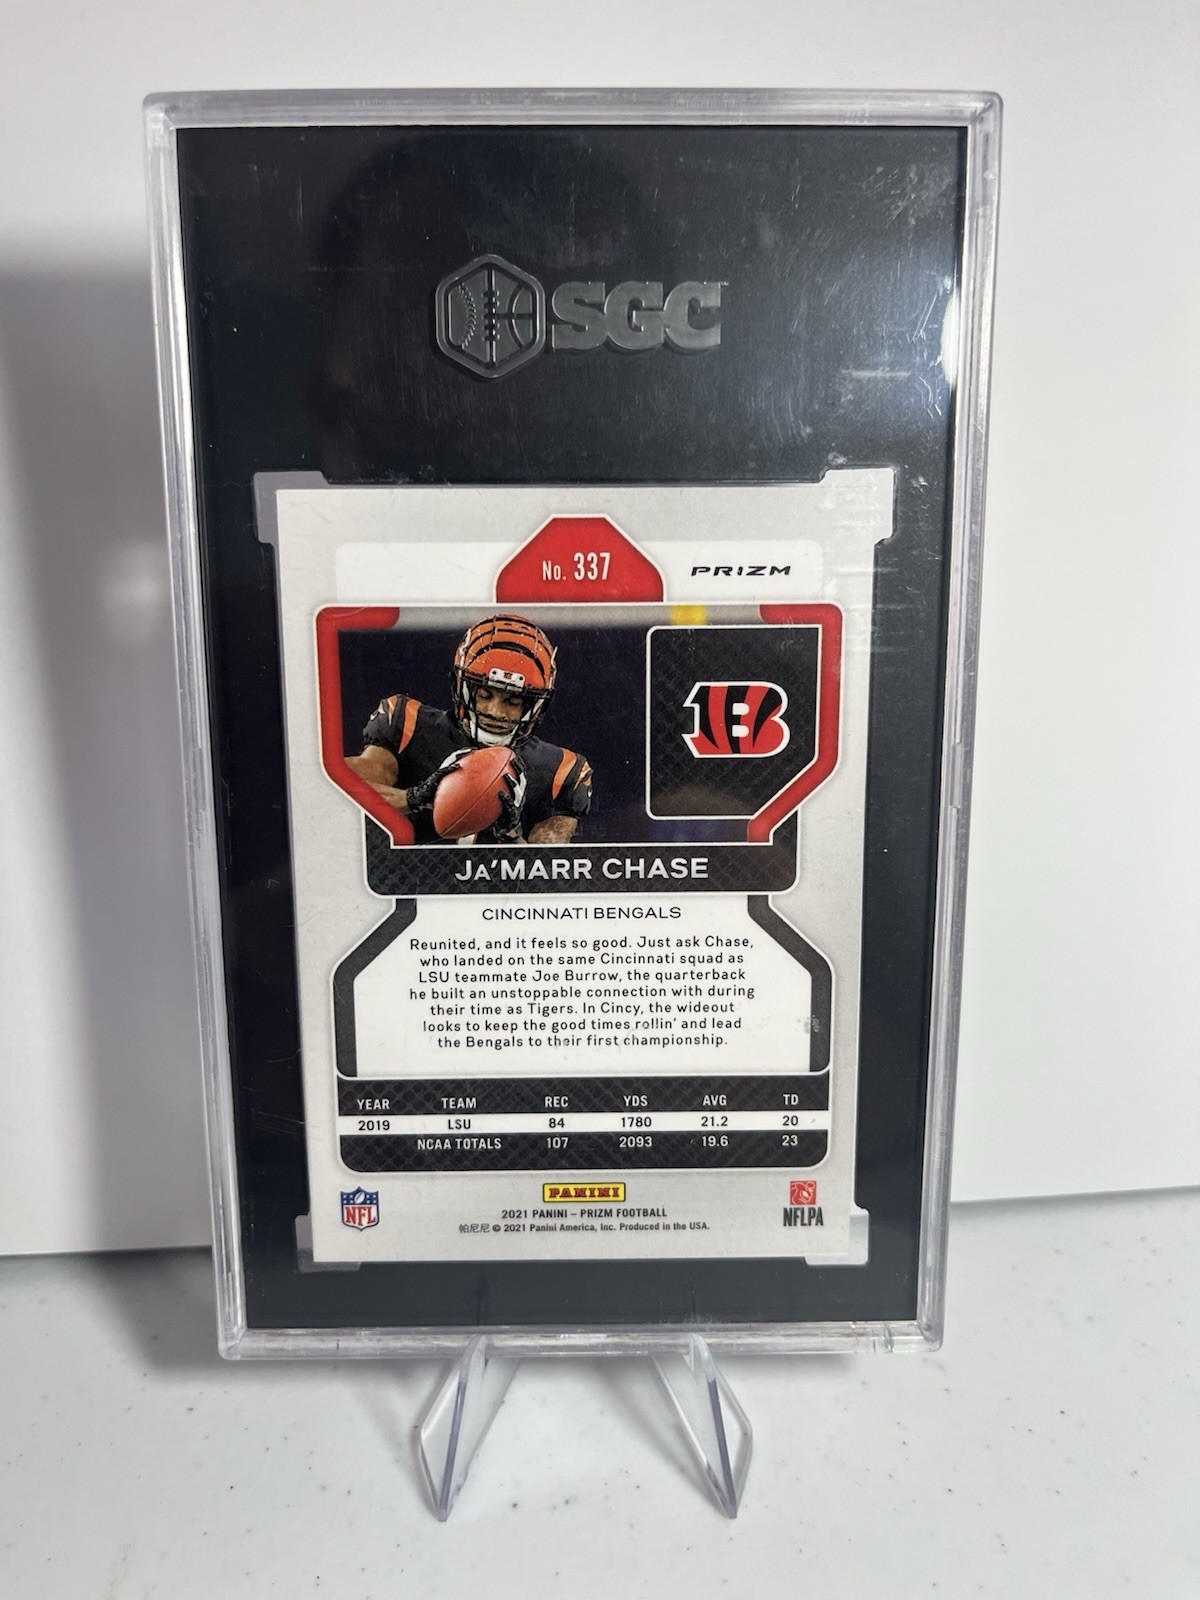 SGC
No. 337
PRIZM
B
JA'MARR CHASE
CINCINNATI BENGALS
Reunited, and it feels so good. Just ask Chase,
who landed on the same Cincinnati squad as
LSU teammate Joe Burrow, the quarterback
he built an unstoppable connection with during
their time as Tigers. In Cincy, the wideout
looks to keep the good times rollin' and lead
the Bengals to their first championship.
YEAR TEAM REC YDS AVG TD
2019 LSU 84 1780 21.2 20
NCAA TOTALS 107 2093 19.6 23
PANINI
NFL
2021 PANINI – PRIZM FOOTBALL
NFLPA
帕尼尼 © 2021 Panini America, Inc. Produced in the USA.